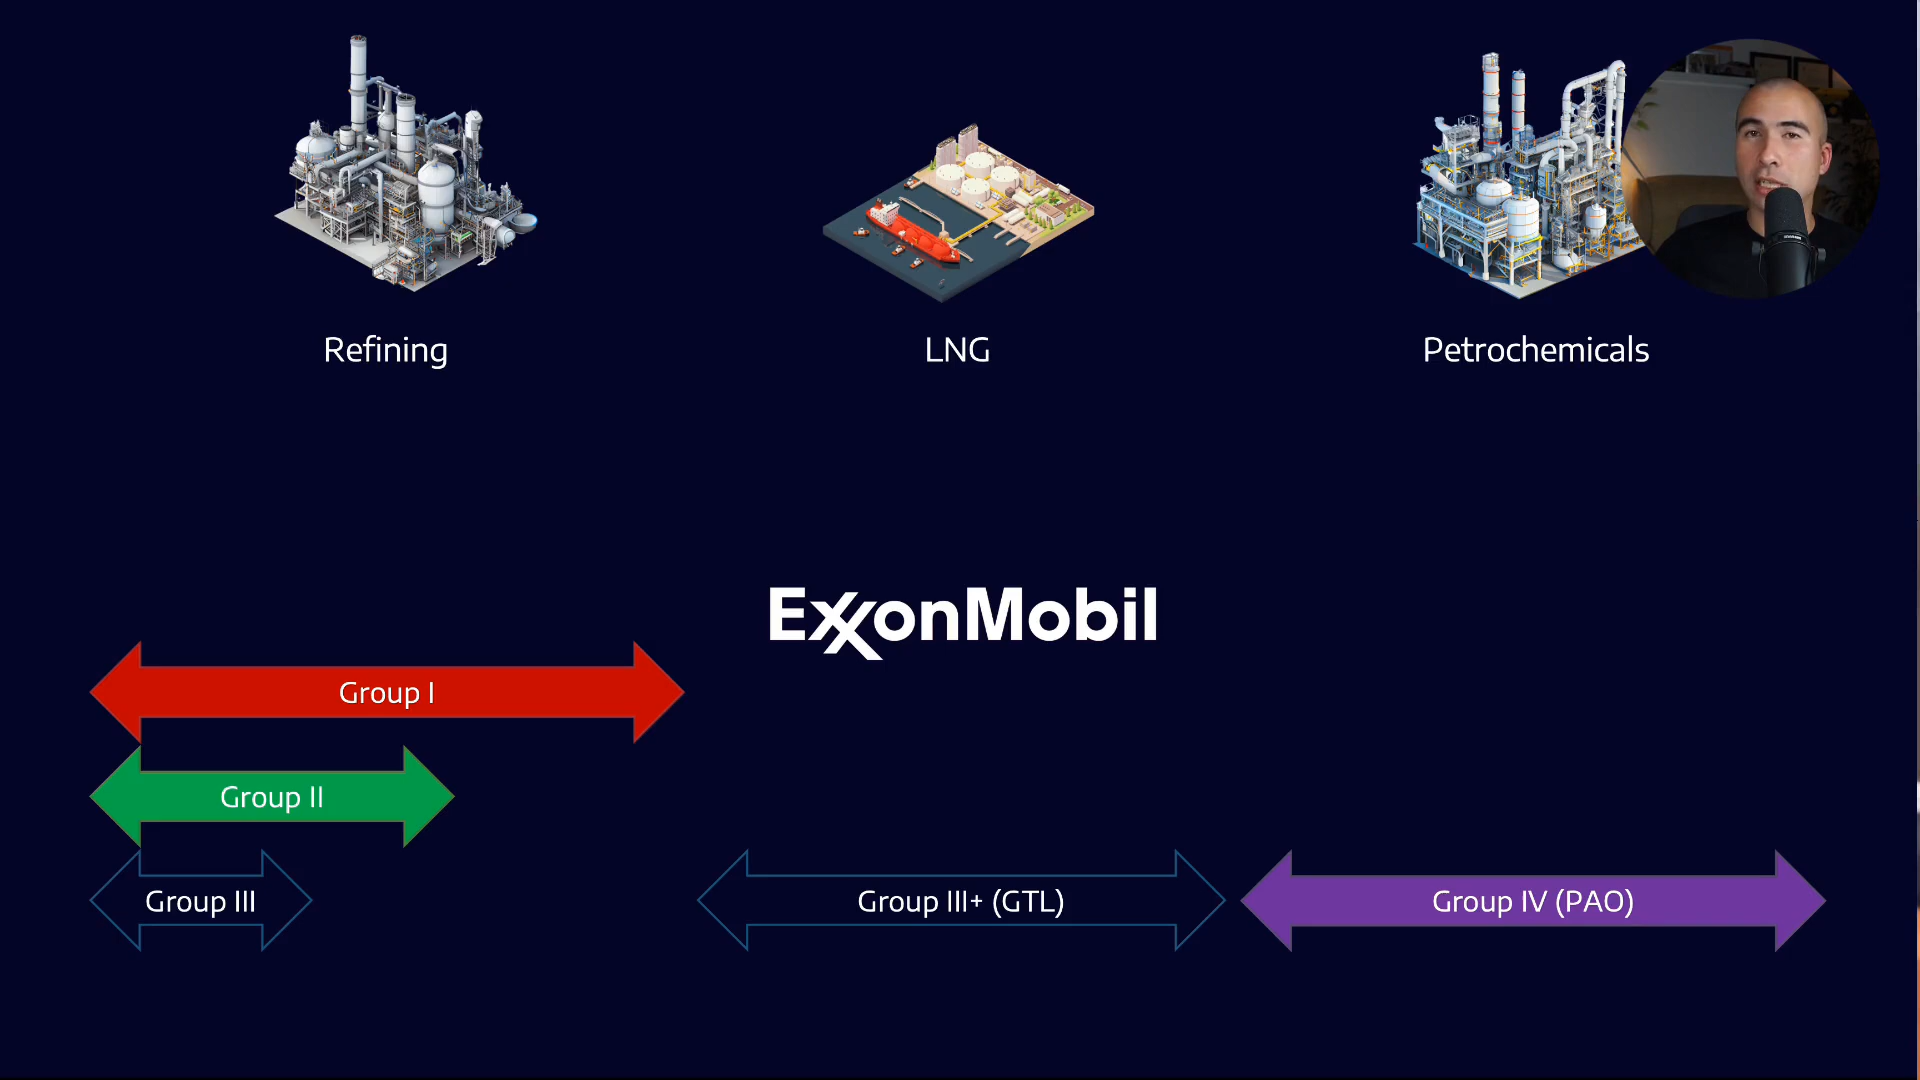 Refining
LNG
Petrochemicals
ExxonMobil
Group I
Group II
Group III
Group III+ (GTL)
Group IV (PAO)